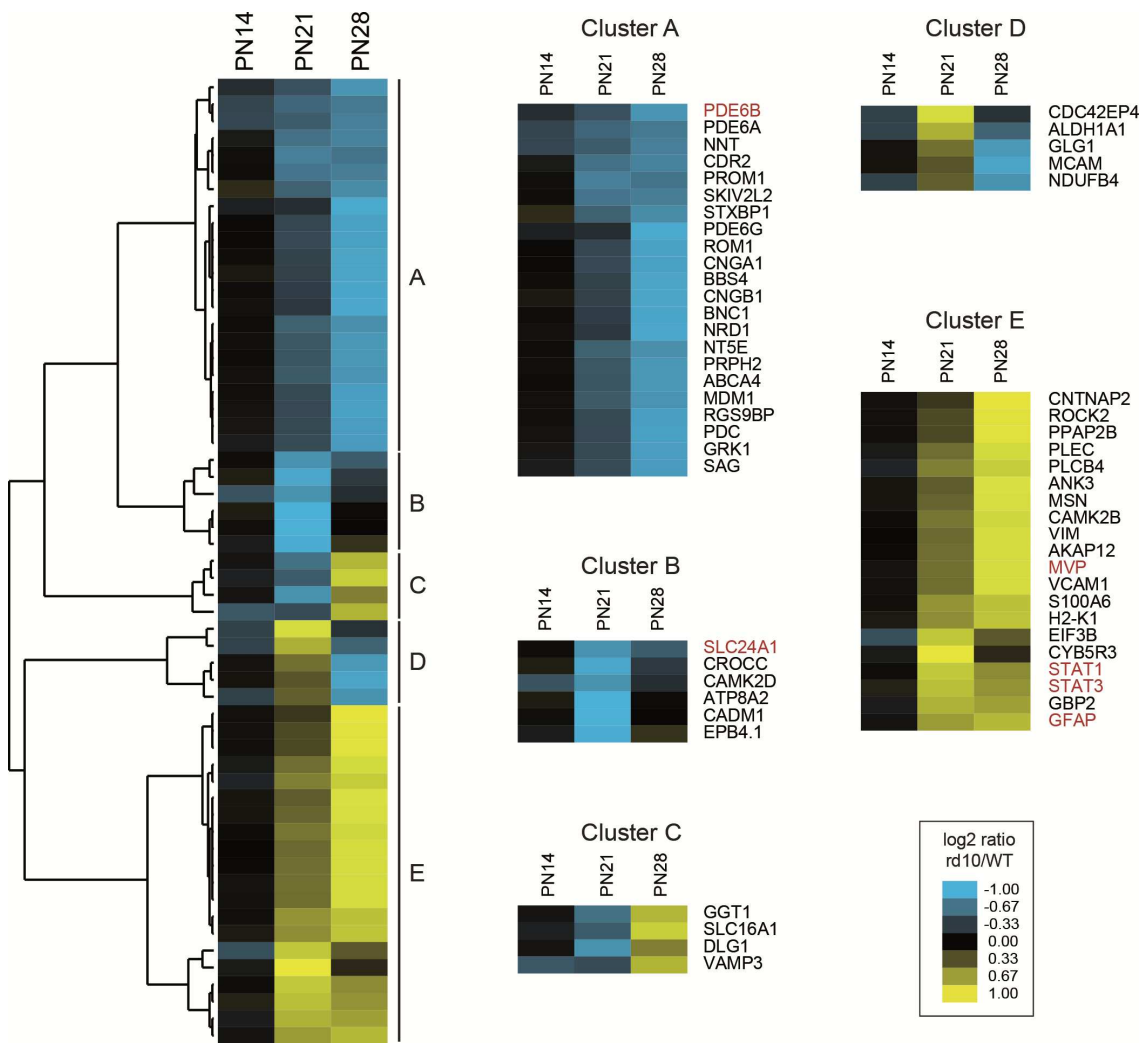 PN14 PN21 PN28
A
B
C
D
E
Cluster A
PN14 PN21 PN28
PDE6B
PDE6A
NNT
CDR2
PROM1
SKIV2L2
STXBP1
PDE6G
ROM1
CNGA1
BBS4
CNGB1
BNC1
NRD1
NT5E
PRPH2
ABCA4
MDM1
RGS9BP
PDC
GRK1
SAG
Cluster B
PN14 PN21 PN28
SLC24A1
CROCC
CAMK2D
ATP8A2
CADM1
EPB4.1
Cluster C
PN14 PN21 PN28
GGT1
SLC16A1
DLG1
VAMP3
Cluster D
PN14 PN21 PN28
CDC42EP4
ALDH1A1
GLG1
MCAM
NDUFB4
Cluster E
PN14 PN21 PN28
CNTNAP2
ROCK2
PPAP2B
PLEC
PLCB4
ANK3
MSN
CAMK2B
VIM
AKAP12
MVP
VCAM1
S100A6
H2-K1
EIF3B
CYB5R3
STAT1
STAT3
GBP2
GFAP
log2 ratio
rd10/WT
-1.00
-0.67
-0.33
0.00
0.33
0.67
1.00